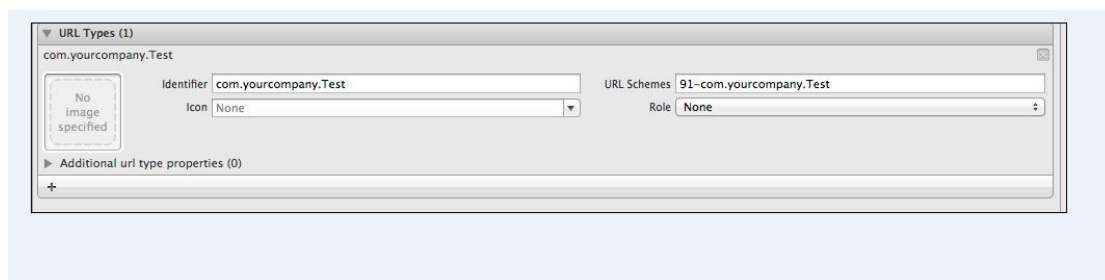 URL Types (1)
com.yourcompany.Test
No image specified
Identifier com.yourcompany.Test
URL Schemes 91-com.yourcompany.Test
Icon None
Role None
Additional url type properties (0)
+